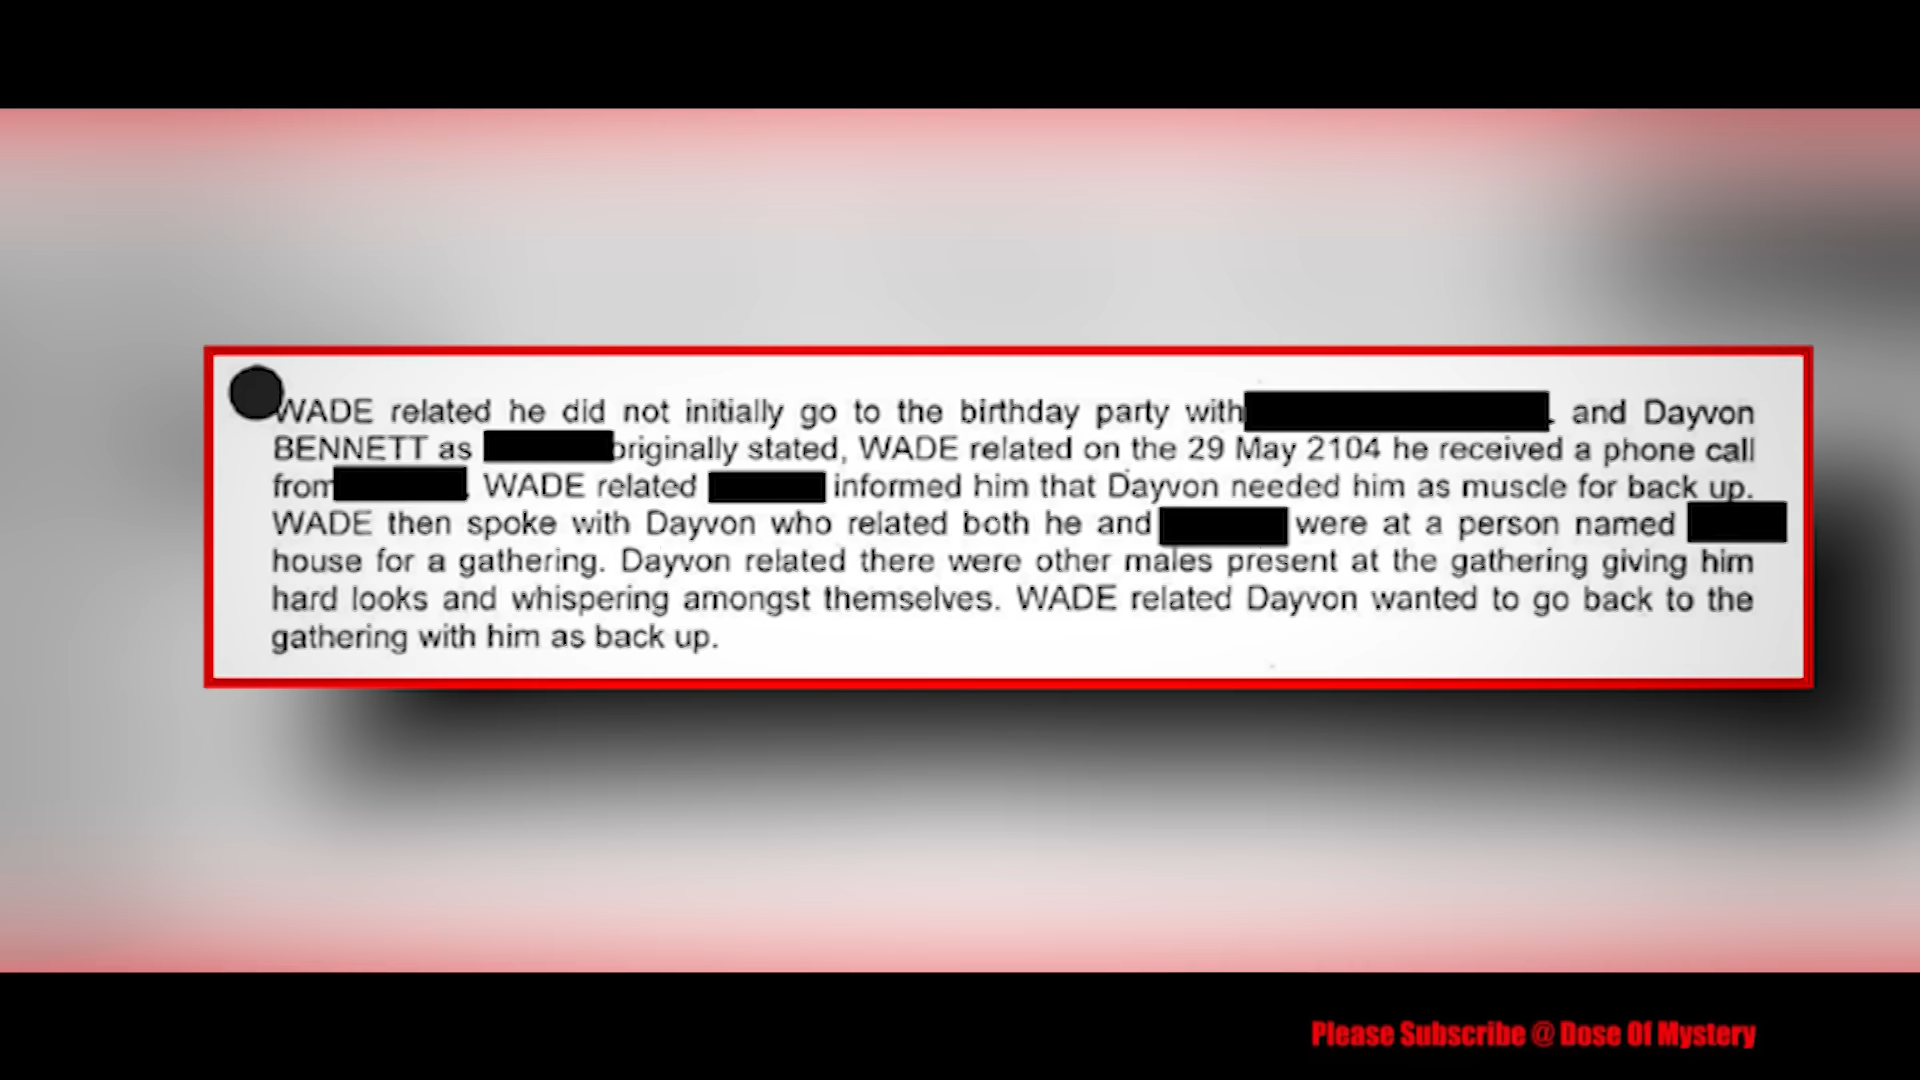 WADE related he did not initially go to the birthday party with . and Dayvon
BENNETT as originally stated, WADE related on the 29 May 2104 he received a phone call
from . WADE related informed him that Dayvon needed him as muscle for back up.
WADE then spoke with Dayvon who related both he and were at a person named
house for a gathering. Dayvon related there were other males present at the gathering giving him
hard looks and whispering amongst themselves. WADE related Dayvon wanted to go back to the
gathering with him as back up.
Please Subscribe @ Dose Of Mystery